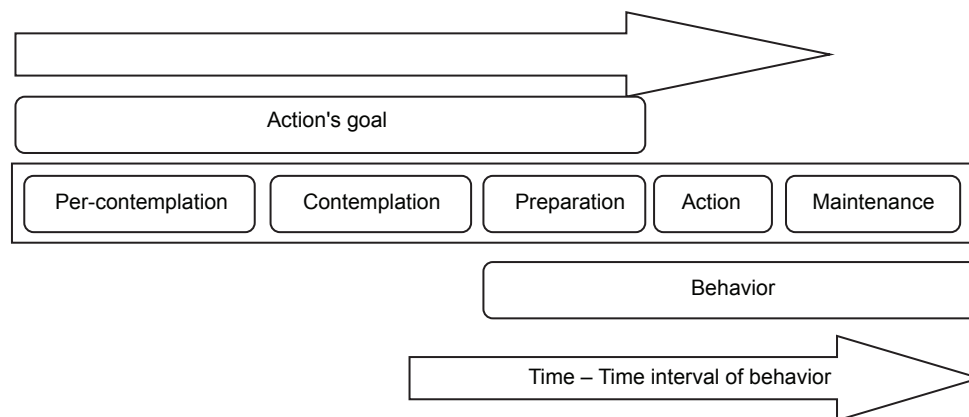 Action's goal
Per-contemplation
Contemplation
Preparation
Action
Maintenance
Behavior
Time – Time interval of behavior